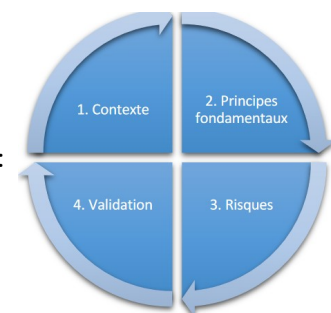 1. Contexte
2. Principes
fondamentaux
:
4. Validation
3. Risques